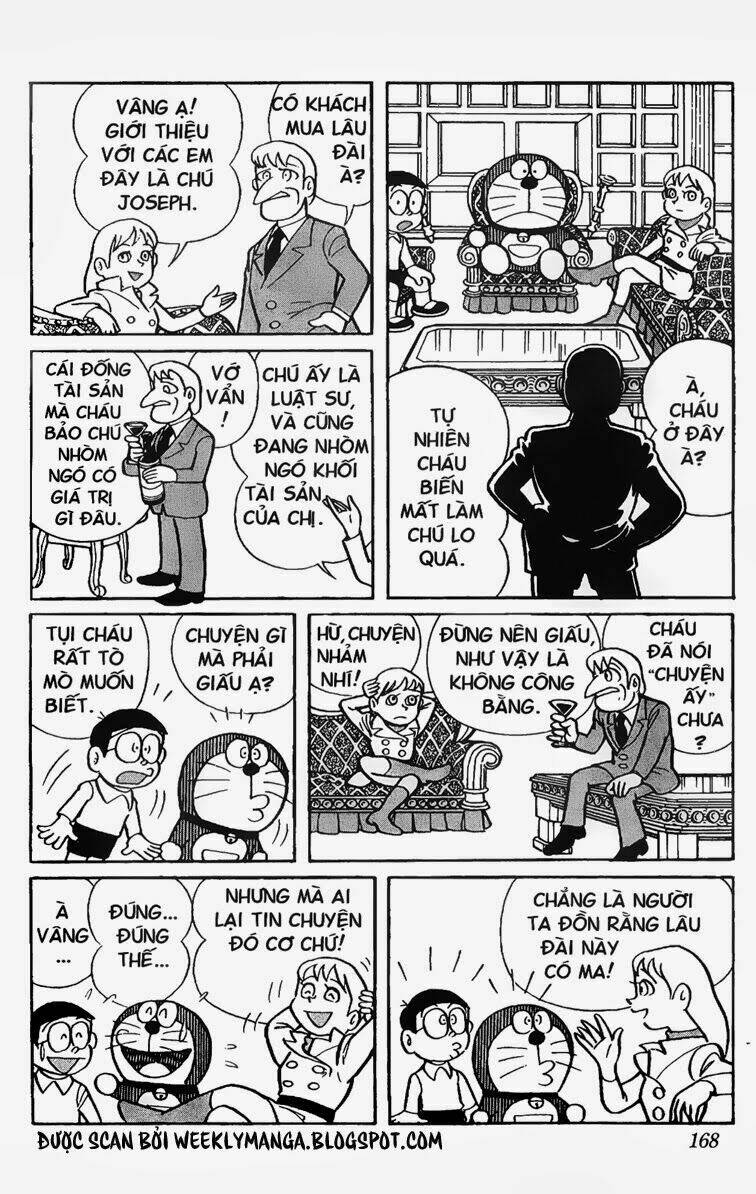 À,
CHÁU
Ở ĐÂY
À?
TỰ
NHIÊN
CHÁU
BIẾN
MẤT LÀM
CHÚ LO
QUÁ.
CÓ KHÁCH
MUA LÂU
ĐÀI
À?
VÂNG Ạ!
GIỚI THIỆU
VỚI CÁC EM
ĐÂY LÀ CHÚ
JOSEPH.
CHÚ ẤY LÀ
LUẬT SƯ,
VÀ CŨNG
ĐANG NHÒM
NGÓ KHỐI
TÀI SẢN
CỦA CHỊ.
VỚ
VẨN
!
CÁI ĐỐNG
TÀI SẢN
MÀ CHÁU
BẢO CHÚ
NHÒM
NGÓ CÓ
GIÁ TRỊ
GÌ ĐÂU.
CHÁU
ĐÃ NÓI
“CHUYỆN
ẤY”
CHƯA
?
ĐỪNG NÊN GIẤU,
NHƯ VẬY LÀ
KHÔNG CÔNG
BẰNG.
HỪ, CHUYỆN
NHẢM
NHÍ!
CHUYỆN GÌ
MÀ PHẢI
GIẤU Ạ?
TỤI CHÁU
RẤT TÒ
MÒ MUỐN
BIẾT.
CHẲNG LÀ NGƯỜI
TA ĐỒN RẰNG LÂU
ĐÀI NÀY
CÓ MA!
NHƯNG MÀ AI
LẠI TIN CHUYỆN
ĐÓ CƠ CHÚ!
ĐÚNG...
ĐÚNG
THẾ...
À
VÂNG
...
ĐƯỢC SCAN BỞI WEEKLYMANGA.BLOGSPOT.COM
168